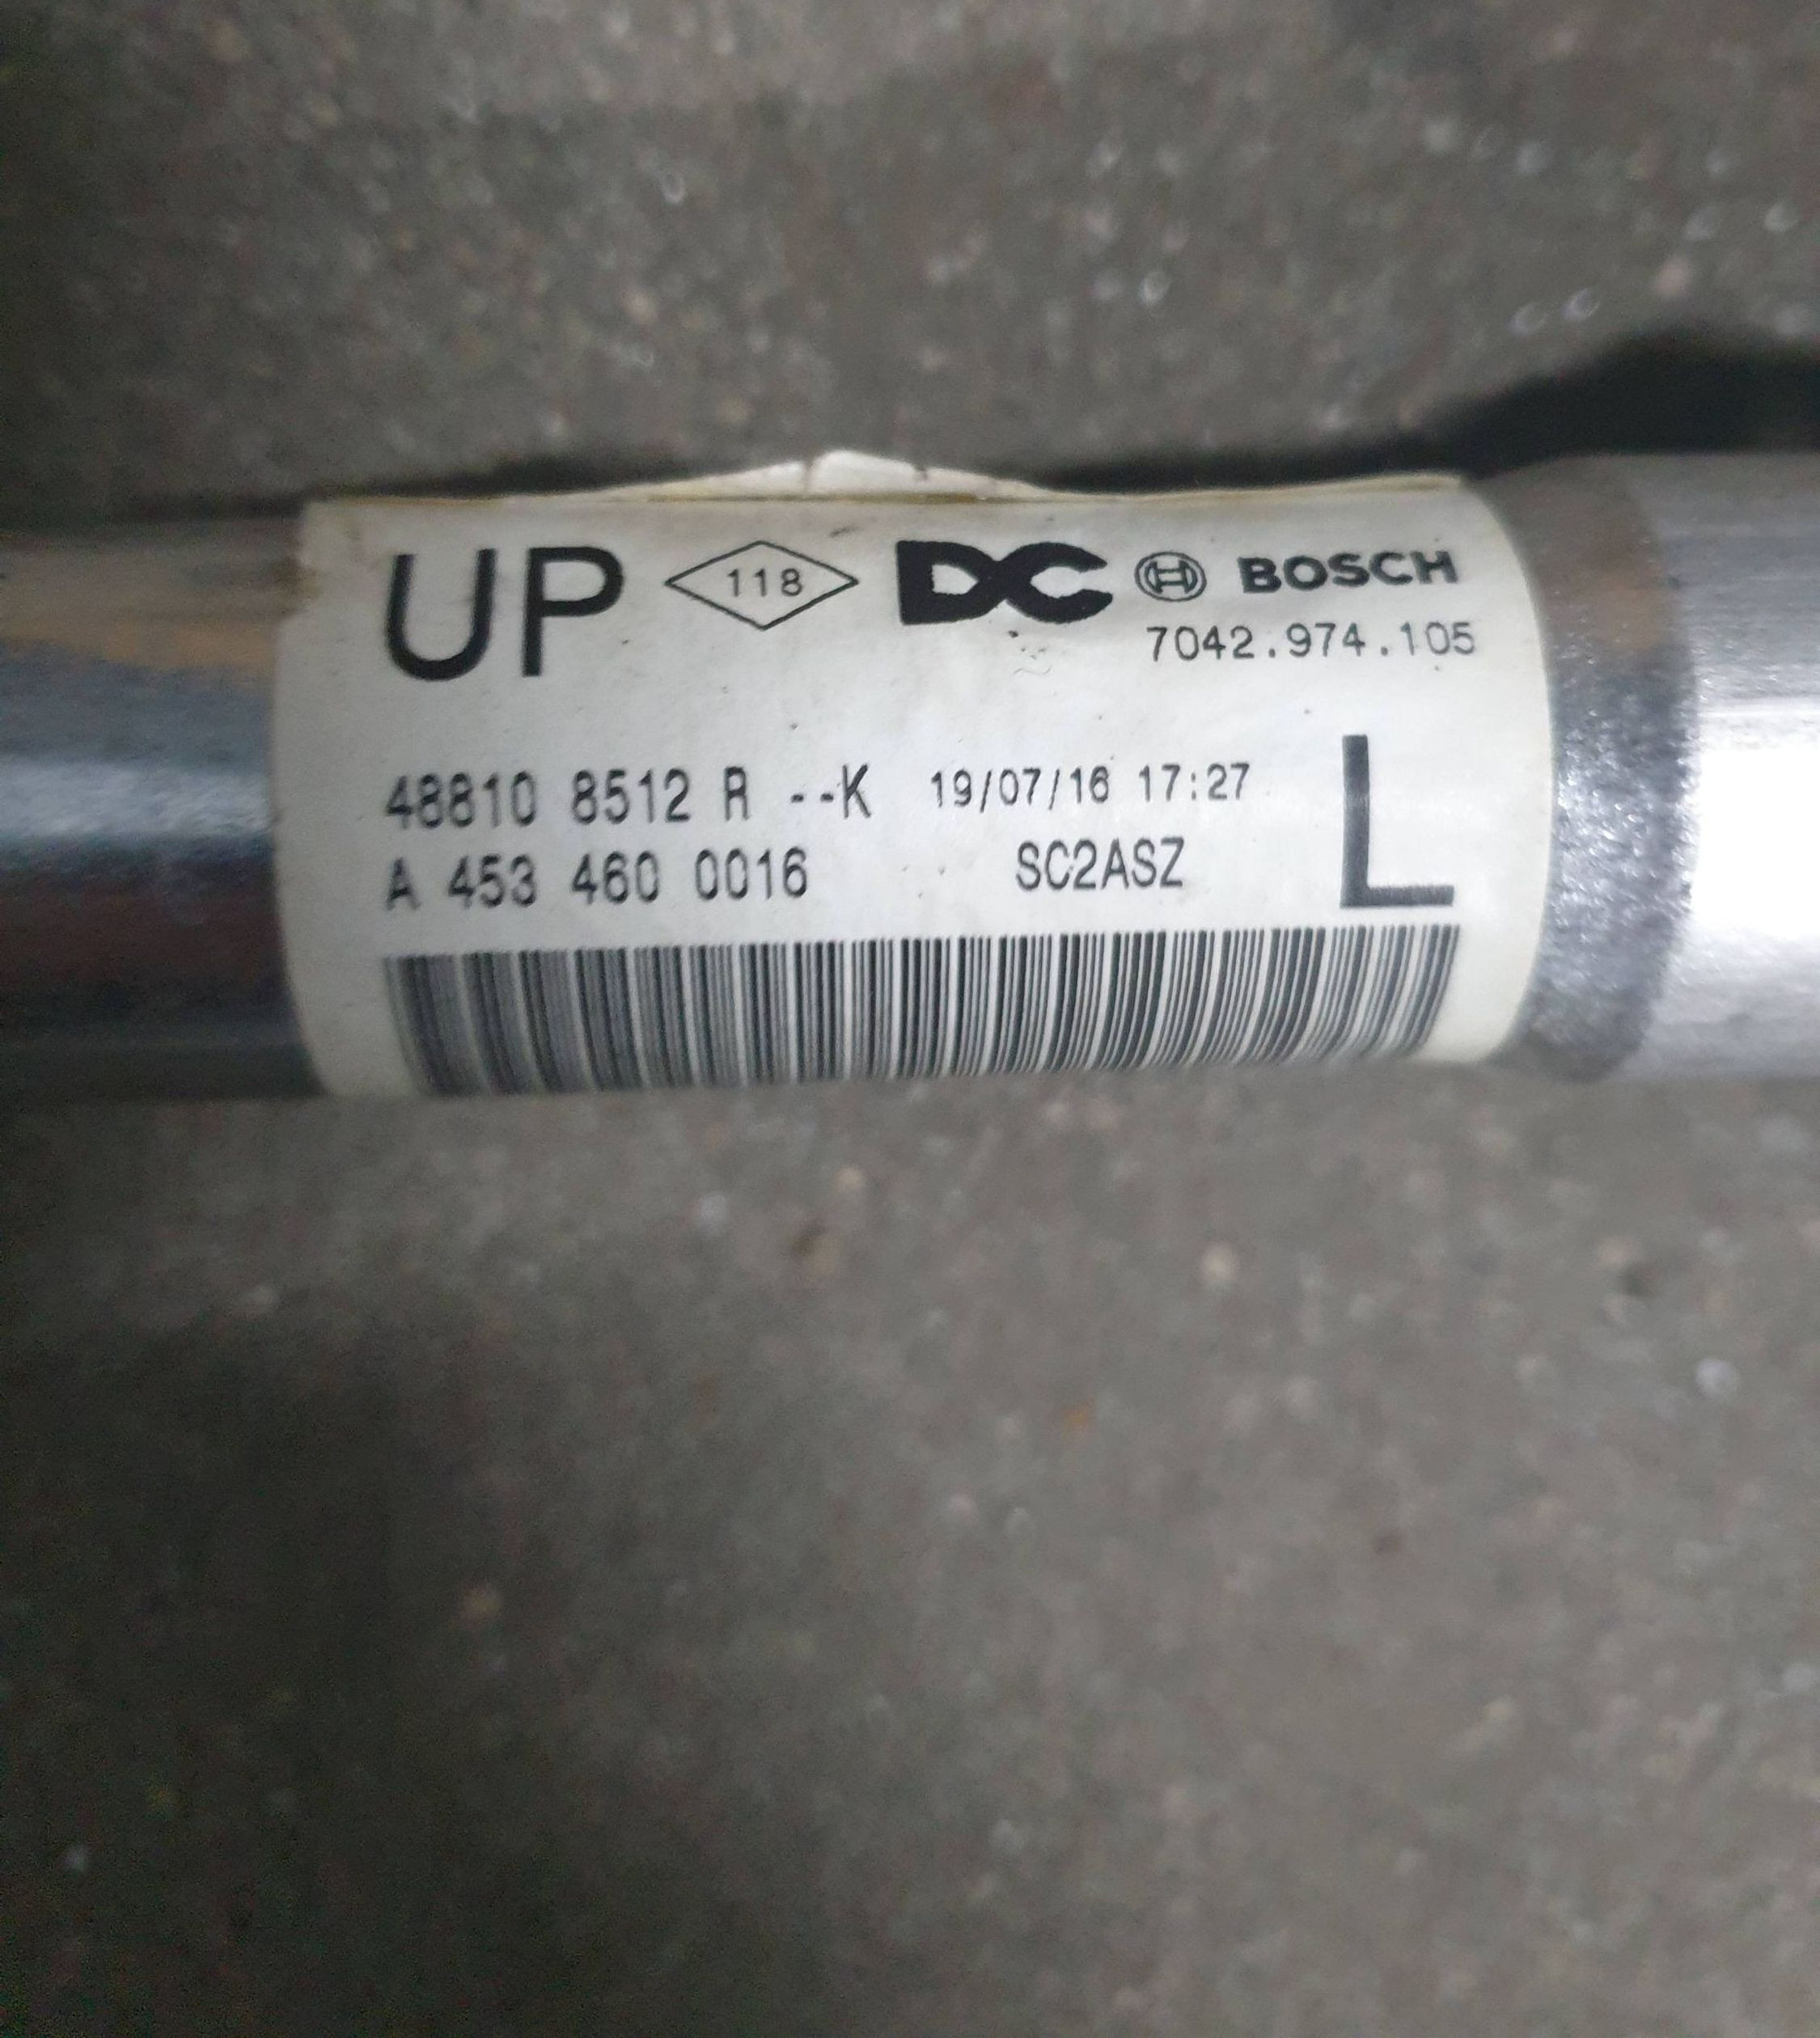 UP 118 DC BOSCH
7042.974.105
48810 8512 R --K 19/07/16 17:27 L
A 453 460 0016 SC2ASZ